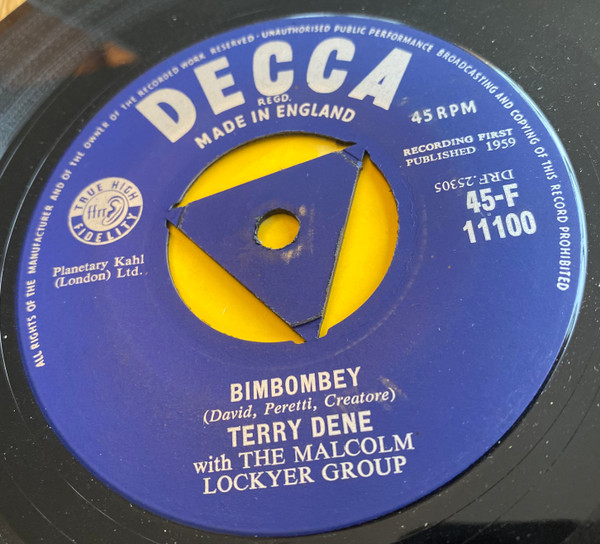 ALL RIGHTS OF THE MANUFACTURER AND OF THE OWNER OF THE RECORDED WORK RESERVED · UNAUTHORISED PUBLIC PERFORMANCE BROADCASTING AND COPYING OF THIS RECORD PROHIBITED
DECCA
REGD.
MADE IN ENGLAND
45 RPM
RECORDING FIRST
PUBLISHED 1959
DRF.25305
45-F
11100
TRUE HIGH
ffrr
FIDELITY
Planetary Kahl
(London) Ltd.
BIMBOMBEY
(David, Peretti, Creatore)
TERRY DENE
with THE MALCOLM
LOCKYER GROUP